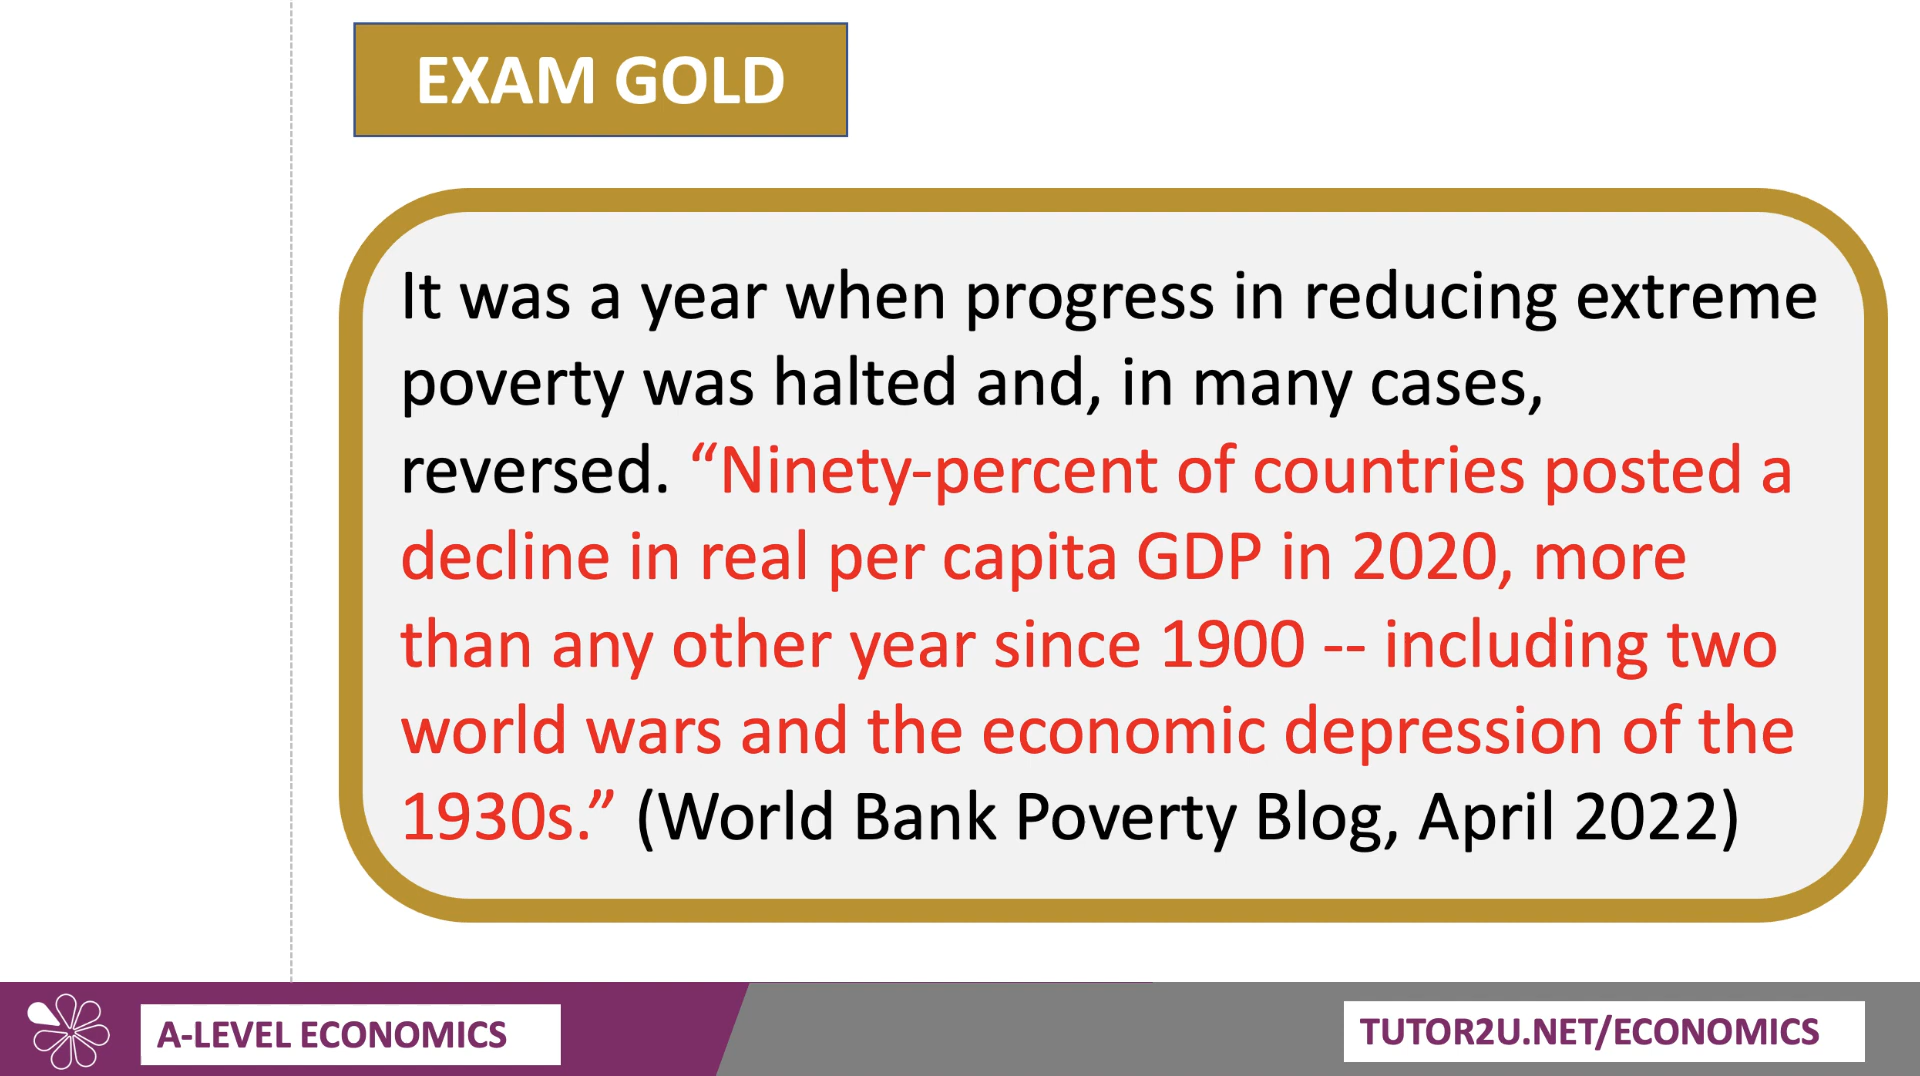 EXAM GOLD
It was a year when progress in reducing extreme
poverty was halted and, in many cases,
reversed. “Ninety-percent of countries posted a
decline in real per capita GDP in 2020, more
than any other year since 1900 -- including two
world wars and the economic depression of the
1930s.” (World Bank Poverty Blog, April 2022)
A-LEVEL ECONOMICS
TUTOR2U.NET/ECONOMICS